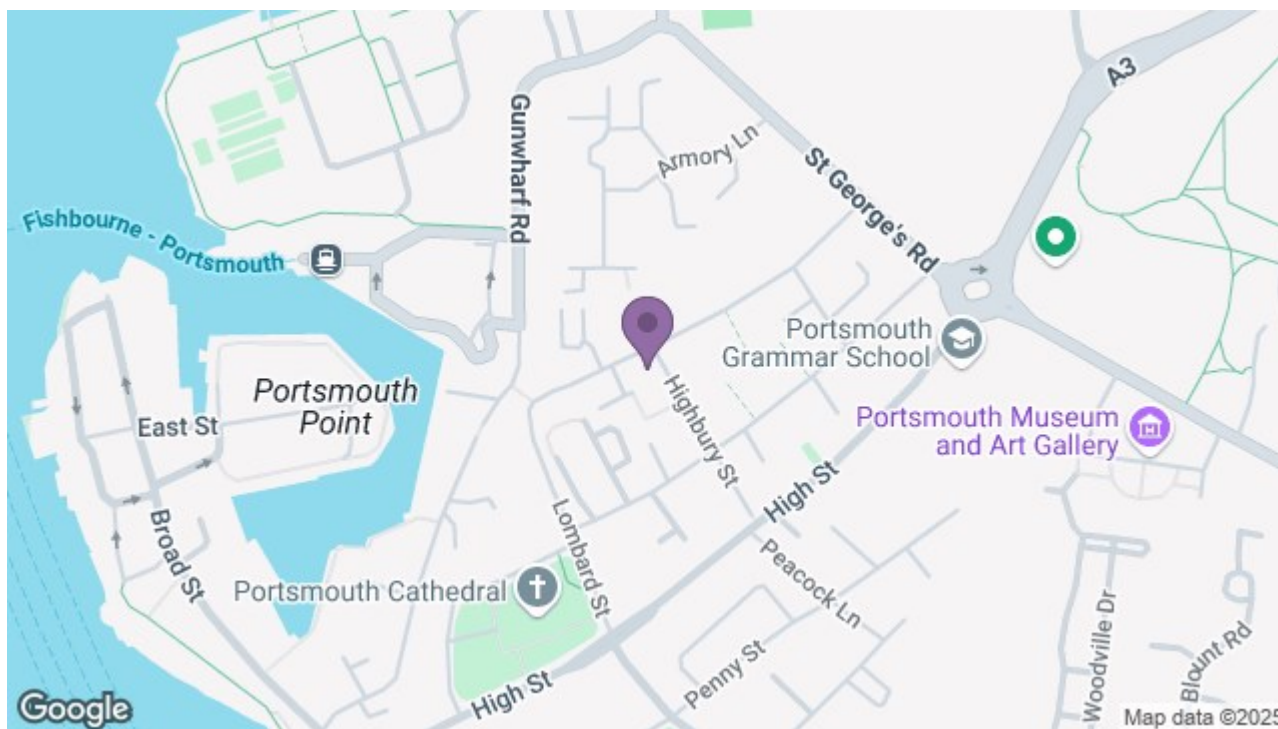 A3
Armory Ln
Gunwharf Rd
St George's Rd
Fishbourne - Portsmouth
Portsmouth
Grammar School
Portsmouth
Point
East St
Highbury St
Portsmouth Museum
and Art Gallery
High St
Broad St
Lombard St
Peacock Ln
Portsmouth Cathedral
Penny St
Woodville Dr
Blount Rd
High St
Google
Map data ©2025